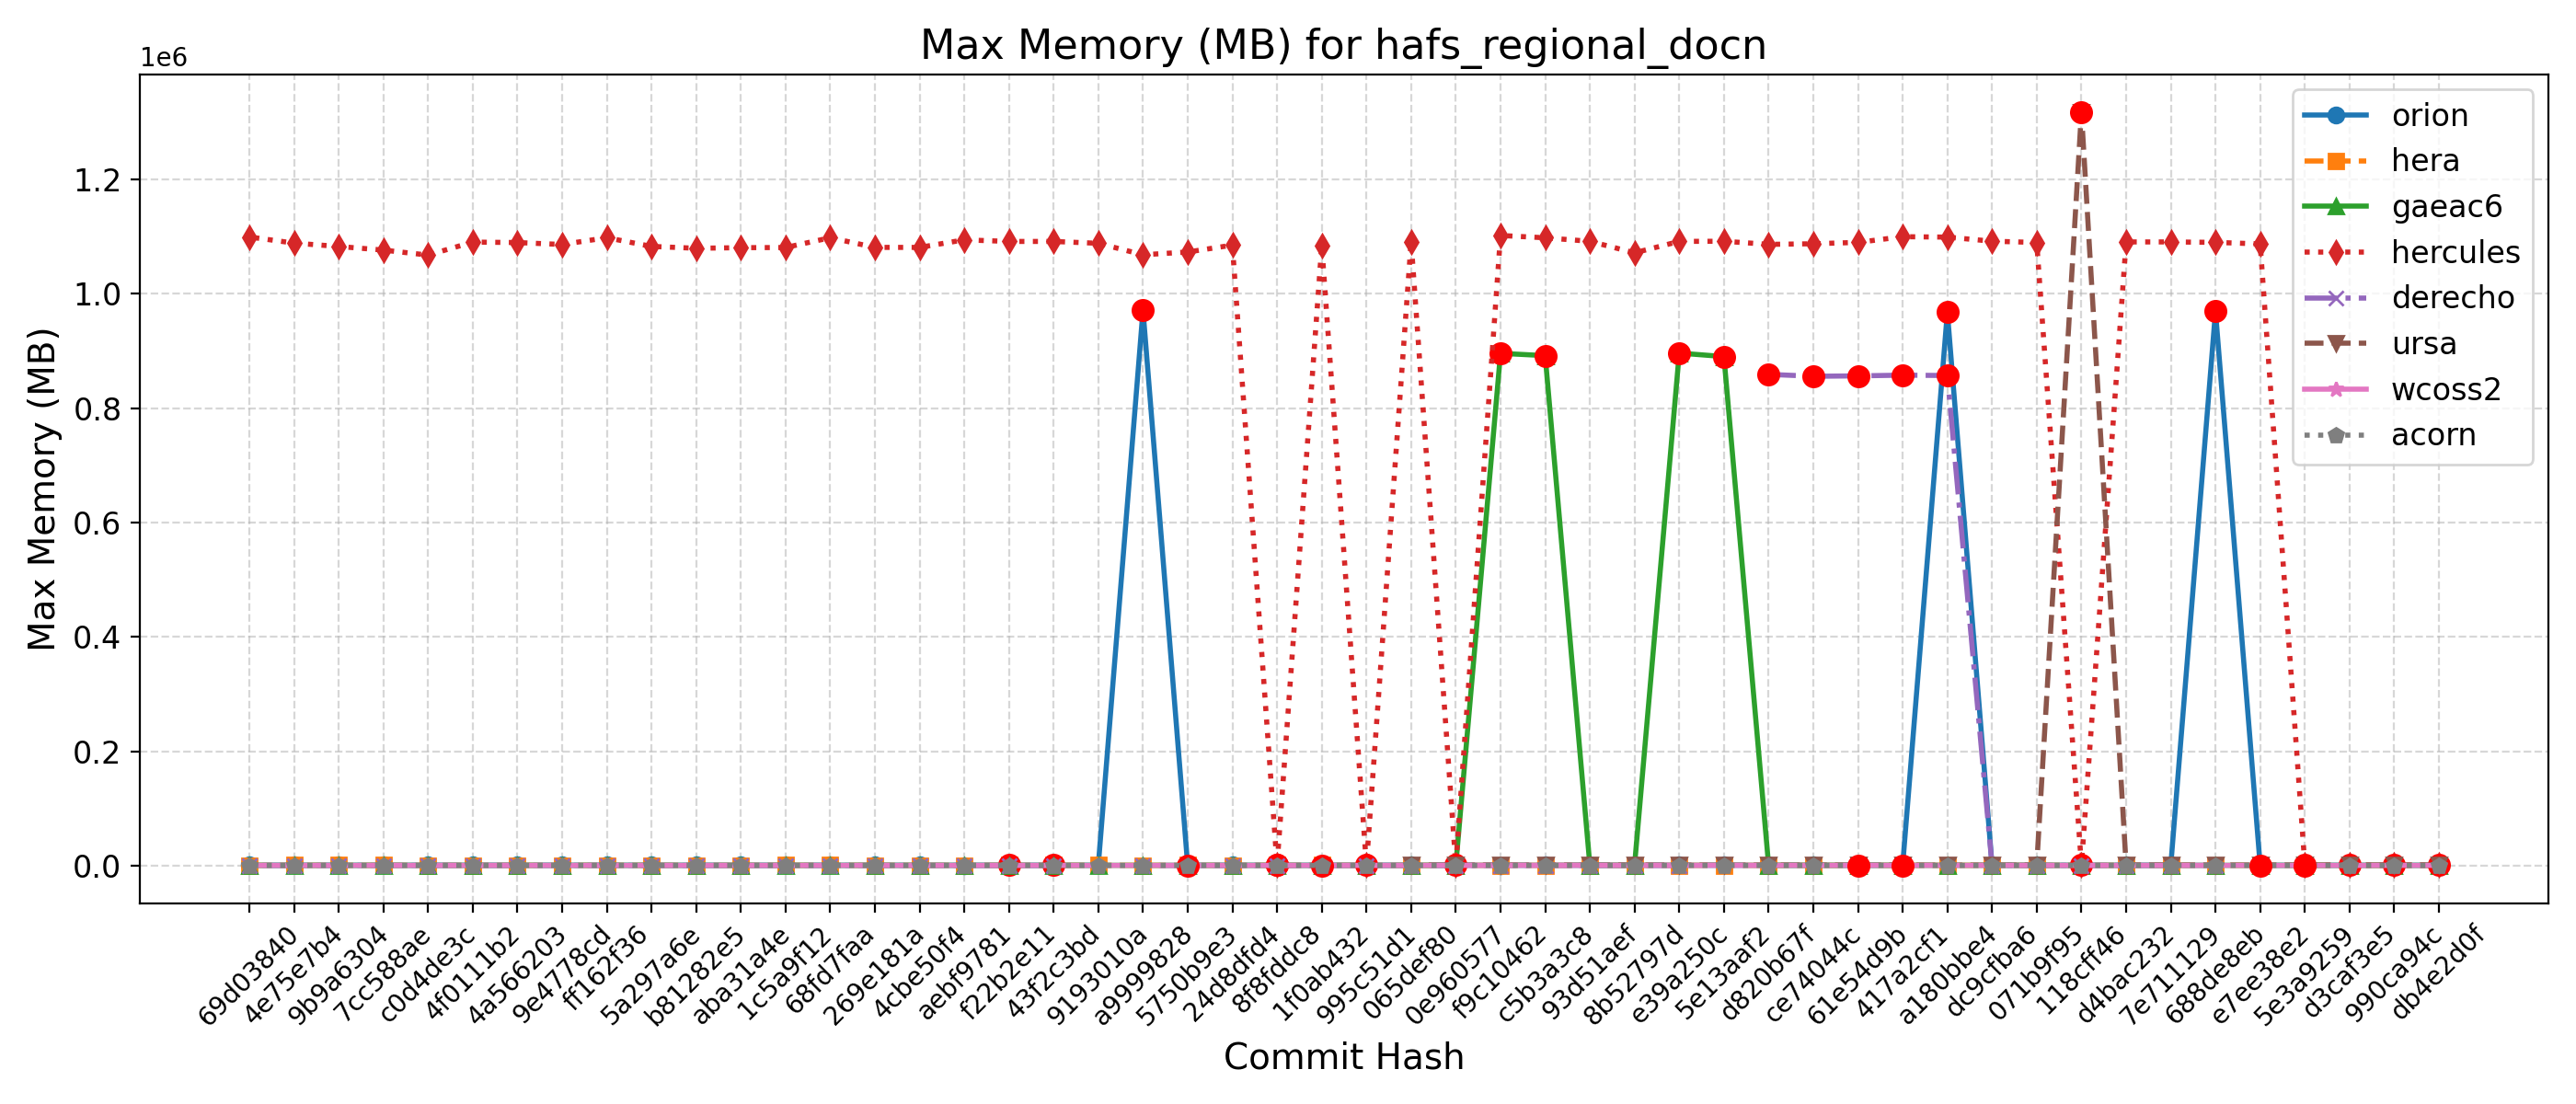 Max Memory (MB) for hafs_regional_docn
1e6
1.2
1.0
0.8
0.6
0.4
0.2
0.0
Max Memory (MB)
orion
hera
gaeac6
hercules
derecho
ursa
wcoss2
acorn
69d03840
4e75e7b4
9b9a6304
7cc588ae
c0d4de3c
4f0111b2
4a566203
9e4778cd
ff162f36
5a297a6e
b81282e5
aba31a4e
1c5a9f12
68fd7faa
269e181a
4cbe50f4
aebf9781
f22b2e11
43f2c3bd
9193010a
a9999828
5750b9e3
24d8dfd4
8f8fddc8
1f0ab432
995c51d1
065def80
0e960577
f9c10462
c5b3a3c8
93d51aef
8b52797d
e39a250c
5e13aaf2
d820b67f
ce74044c
61e54d9b
417a2cf1
a180bbe4
dc9cfba6
071b9f95
118cff46
d4bac232
7e711129
688de8eb
e7ee38e2
5e3a9259
d3caf3e5
990ca94c
db4e2d0f
Commit Hash